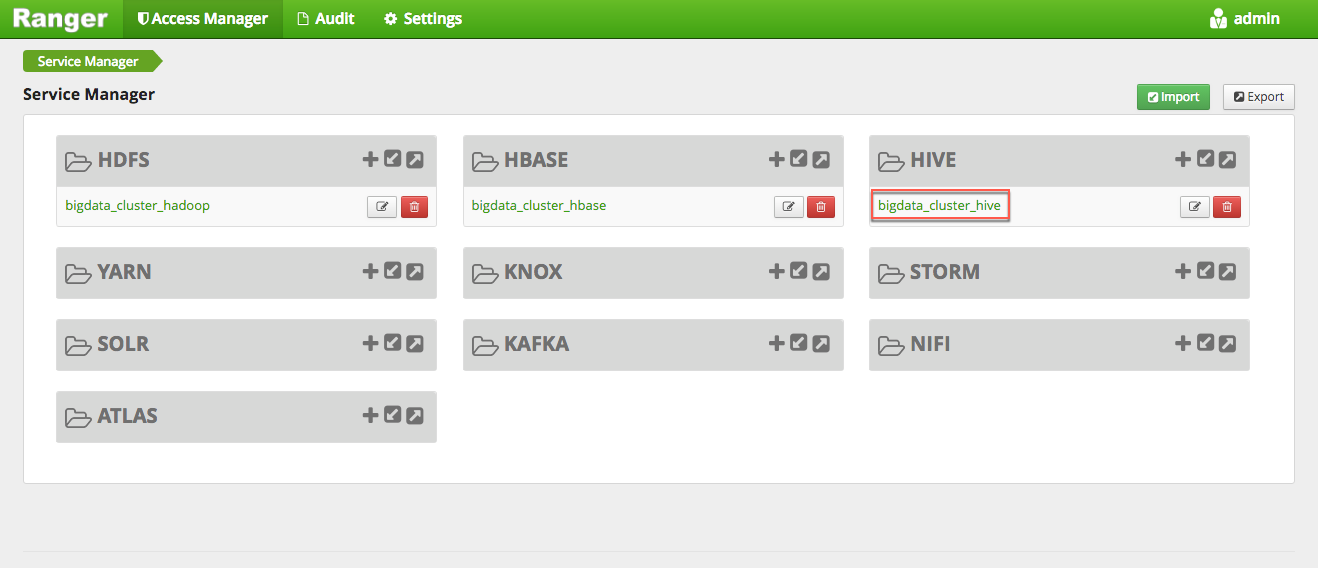 Ranger Access Manager Audit Settings admin
Service Manager
Service Manager
Import Export
HDFS HBASE HIVE
bigdata_cluster_hadoop bigdata_cluster_hbase bigdata_cluster_hive
YARN KNOX STORM
SOLR KAFKA NIFI
ATLAS